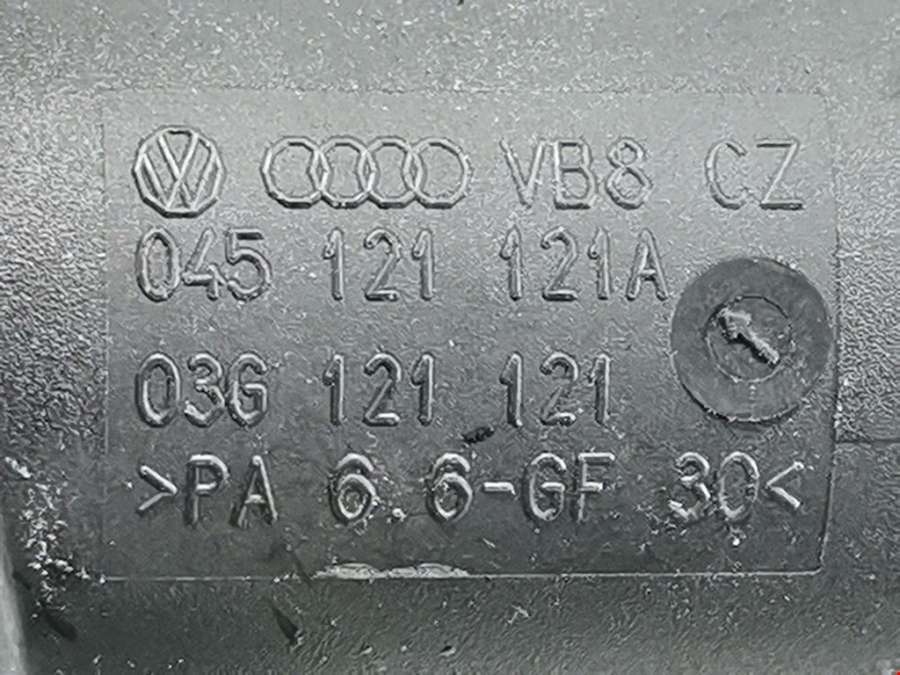 VB8 CZ
045 121 121A
03G 121 121
>PA 6.6-GF 30<